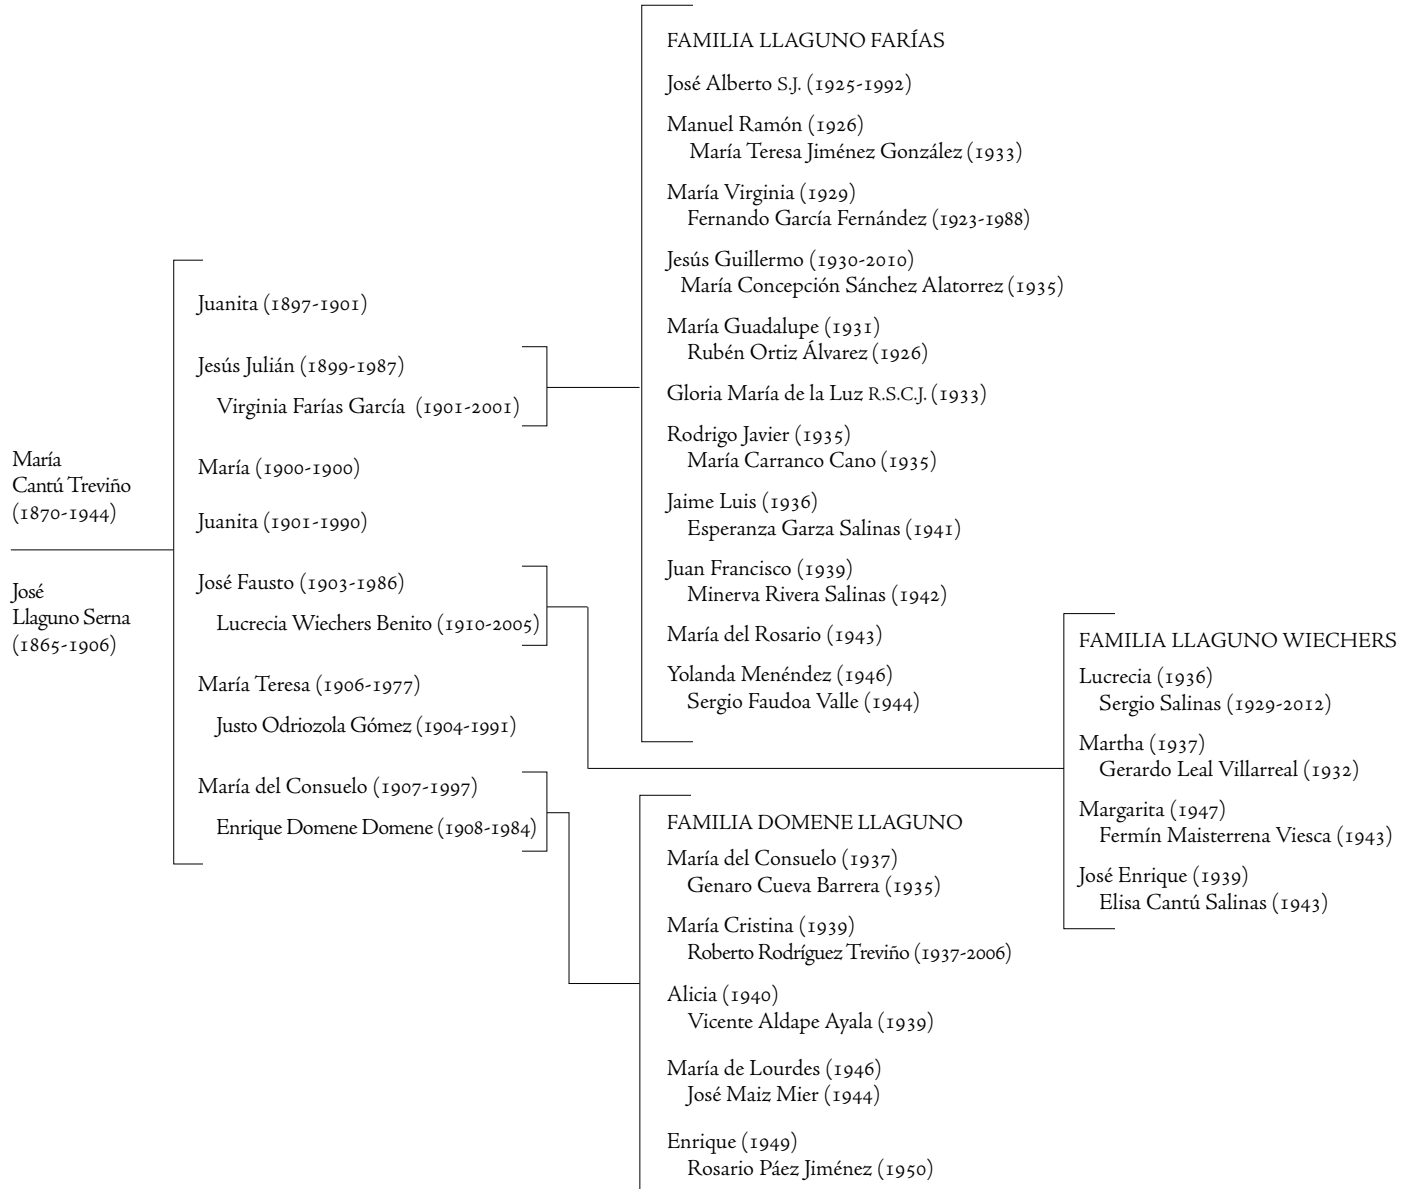 María
Cantú Treviño
(1870-1944)
José
Llaguno Serna
(1865-1906)
Juanita (1897-1901)
Jesús Julián (1899-1987)
Virginia Farías García (1901-2001)
María (1900-1900)
Juanita (1901-1990)
José Fausto (1903-1986)
Lucrecia Wiechers Benito (1910-2005)
María Teresa (1906-1977)
Justo Odriozola Gómez (1904-1991)
María del Consuelo (1907-1997)
Enrique Domene Domene (1908-1984)
FAMILIA LLAGUNO FARÍAS
José Alberto S.J. (1925-1992)
Manuel Ramón (1926)
María Teresa Jiménez González (1933)
María Virginia (1929)
Fernando García Fernández (1923-1988)
Jesús Guillermo (1930-2010)
María Concepción Sánchez Alatorrez (1935)
María Guadalupe (1931)
Rubén Ortiz Álvarez (1926)
Gloria María de la Luz R.S.C.J. (1933)
Rodrigo Javier (1935)
María Carranco Cano (1935)
Jaime Luis (1936)
Esperanza Garza Salinas (1941)
Juan Francisco (1939)
Minerva Rivera Salinas (1942)
María del Rosario (1943)
Yolanda Menéndez (1946)
Sergio Faudoa Valle (1944)
FAMILIA DOMENE LLAGUNO
María del Consuelo (1937)
Genaro Cueva Barrera (1935)
María Cristina (1939)
Roberto Rodríguez Treviño (1937-2006)
Alicia (1940)
Vicente Aldape Ayala (1939)
María de Lourdes (1946)
José Maiz Mier (1944)
Enrique (1949)
Rosario Páez Jiménez (1950)
FAMILIA LLAGUNO WIECHERS
Lucrecia (1936)
Sergio Salinas (1929-2012)
Martha (1937)
Gerardo Leal Villarreal (1932)
Margarita (1947)
Fermín Maisterrena Viesca (1943)
José Enrique (1939)
Elisa Cantú Salinas (1943)